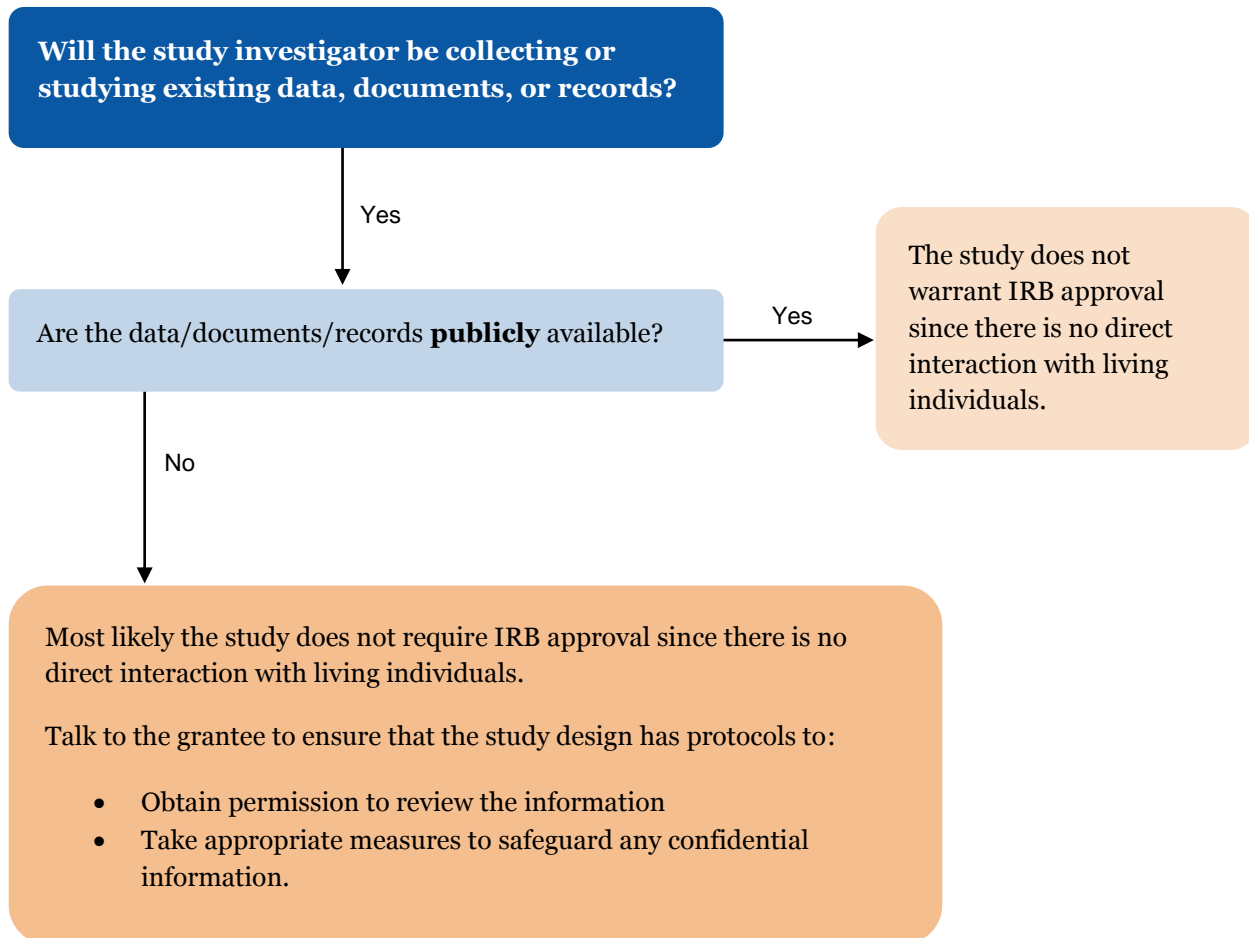 Will the study investigator be collecting or
studying existing data, documents, or records?
Yes
Are the data/documents/records publicly available?
Yes
The study does not
warrant IRB approval
since there is no direct
interaction with living
individuals.
No
Most likely the study does not require IRB approval since there is no
direct interaction with living individuals.
Talk to the grantee to ensure that the study design has protocols to:
• Obtain permission to review the information
• Take appropriate measures to safeguard any confidential
information.